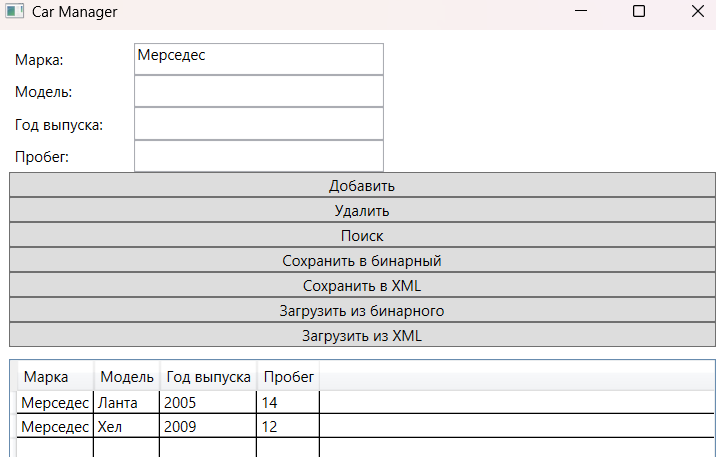 Car Manager
Марка: Мерседес
Модель:
Год выпуска:
Пробег:
Добавить
Удалить
Поиск
Сохранить в бинарный
Сохранить в XML
Загрузить из бинарного
Загрузить из XML
Марка Модель Год выпуска Пробег
Мерседес Ланта 2005 14
Мерседес Хел 2009 12